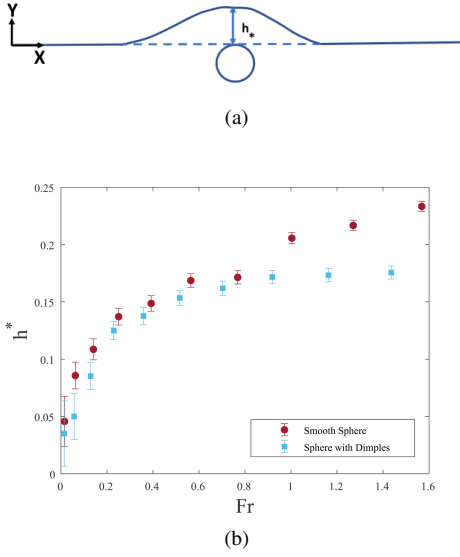 Y
h*
X
(a)
0.25
0.2
0.15
0.1
0.05
0
h*
Smooth Sphere
Sphere with Dimples
0 0.2 0.4 0.6 0.8 1 1.2 1.4 1.6
Fr
(b)